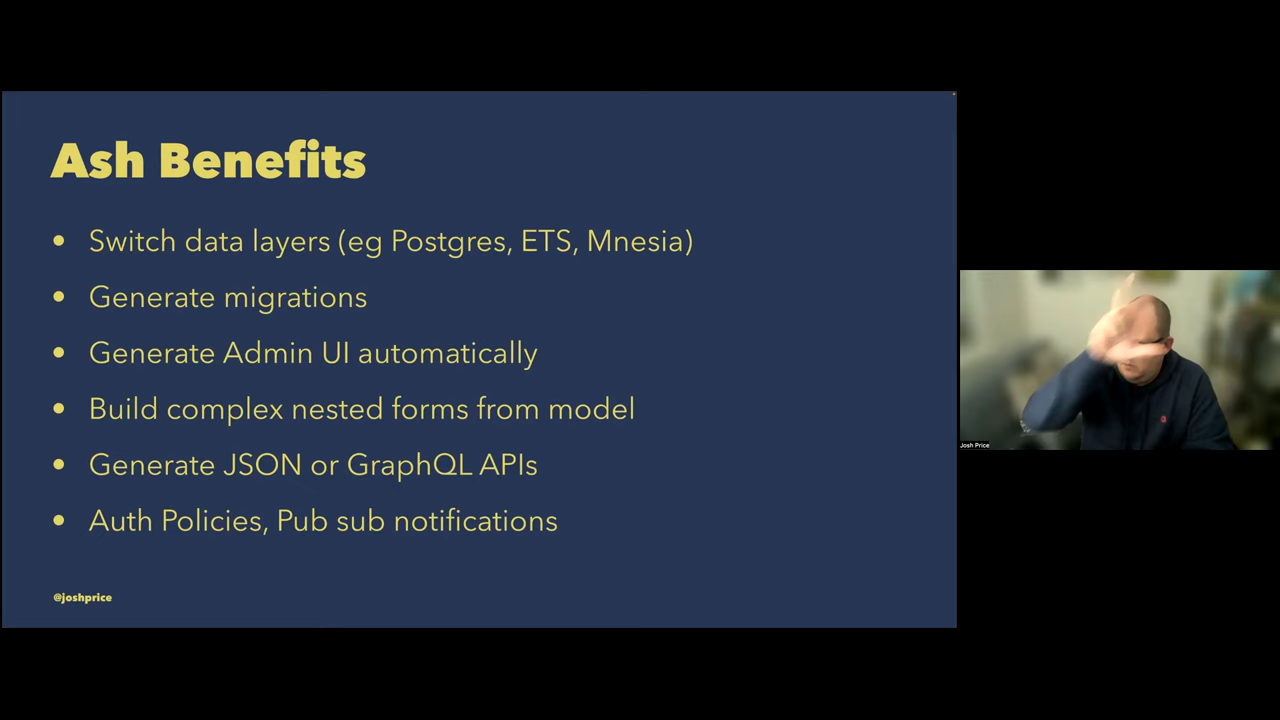 Ash Benefits
• Switch data layers (eg Postgres, ETS, Mnesia)
• Generate migrations
• Generate Admin UI automatically
• Build complex nested forms from model
• Generate JSON or GraphQL APIs
• Auth Policies, Pub sub notifications
@joshprice
Josh Price